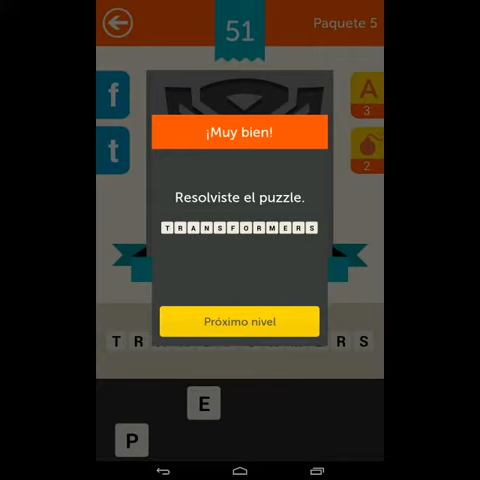 51
Paquete 5
f
A
3
t
2
¡Muy bien!
Resolviste el puzzle.
TRANSFORMERS
Próximo nivel
T R
R S
E
P